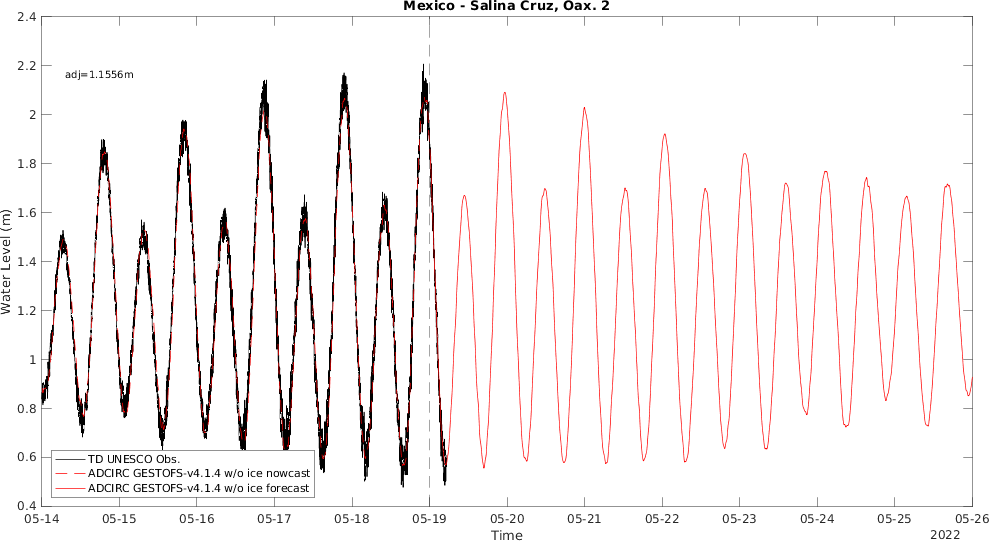 Mexico - Salina Cruz, Oax. 2
2.4
2.2
2
1.8
1.6
1.4
1.2
1
0.8
0.6
0.4
Water Level (m)
adj=1.1556m
TD UNESCO Obs.
ADCIRC GESTOFS-v4.1.4 w/o ice nowcast
ADCIRC GESTOFS-v4.1.4 w/o ice forecast
05-14 05-15 05-16 05-17 05-18 05-19 05-20 05-21 05-22 05-23 05-24 05-25 05-26
Time
2022